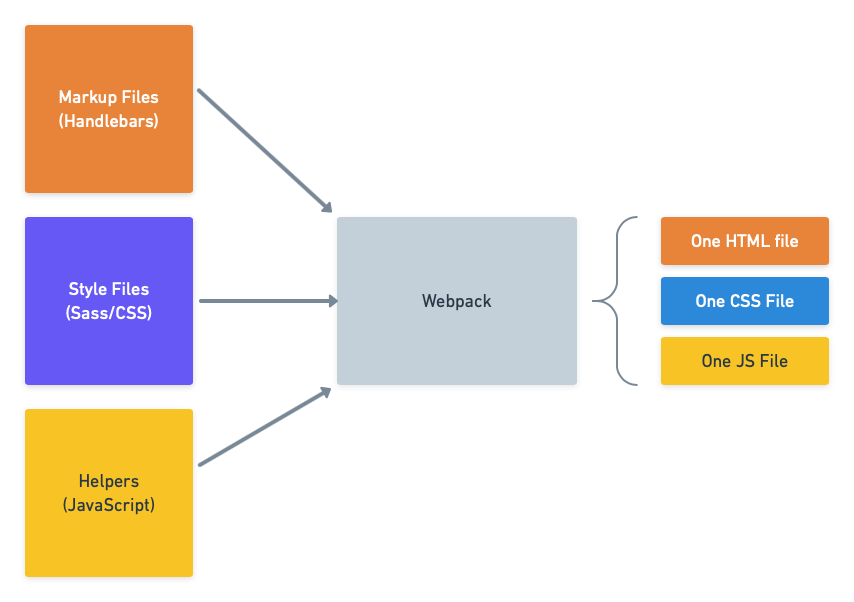 Markup Files
(Handlebars)
Style Files
(Sass/CSS)
Helpers
(JavaScript)
Webpack
One HTML file
One CSS File
One JS File